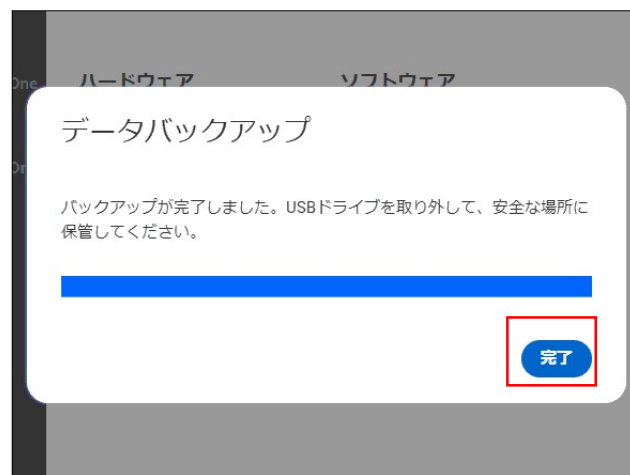 One
ハードウェア ソフトウェア
データバックアップ
バックアップが完了しました。USBドライブを取り外して、安全な場所に
保管してください。
完了